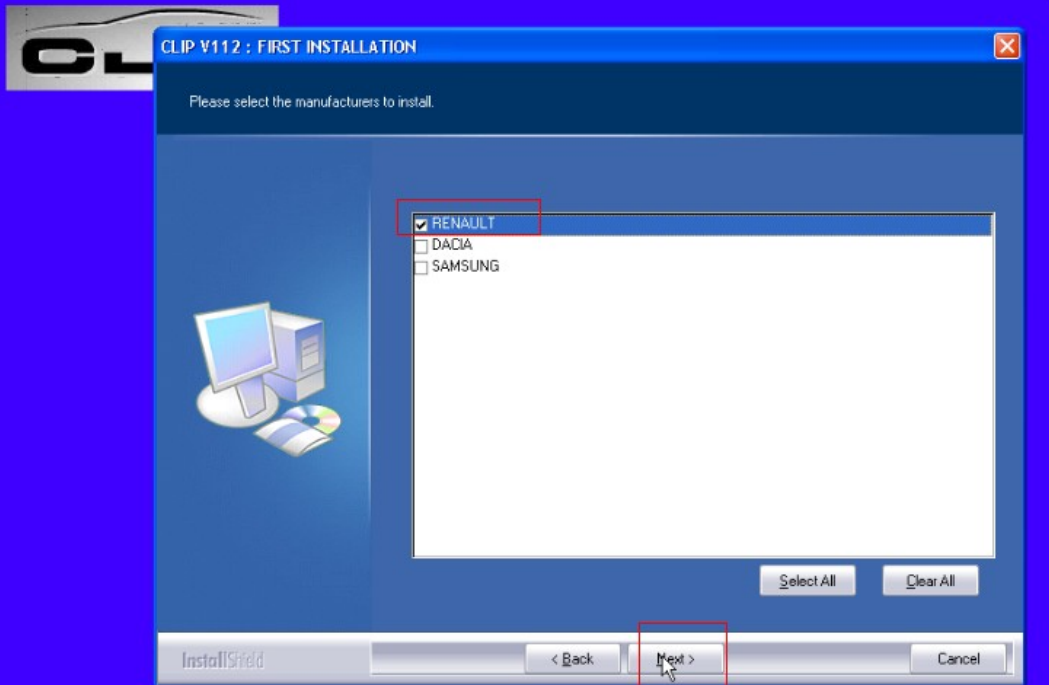 CLIP V112 : FIRST INSTALLATION
Please select the manufacturers to install.
RENAULT
DACIA
SAMSUNG
Select All
Clear All
InstallShield
< Back
Next >
Cancel